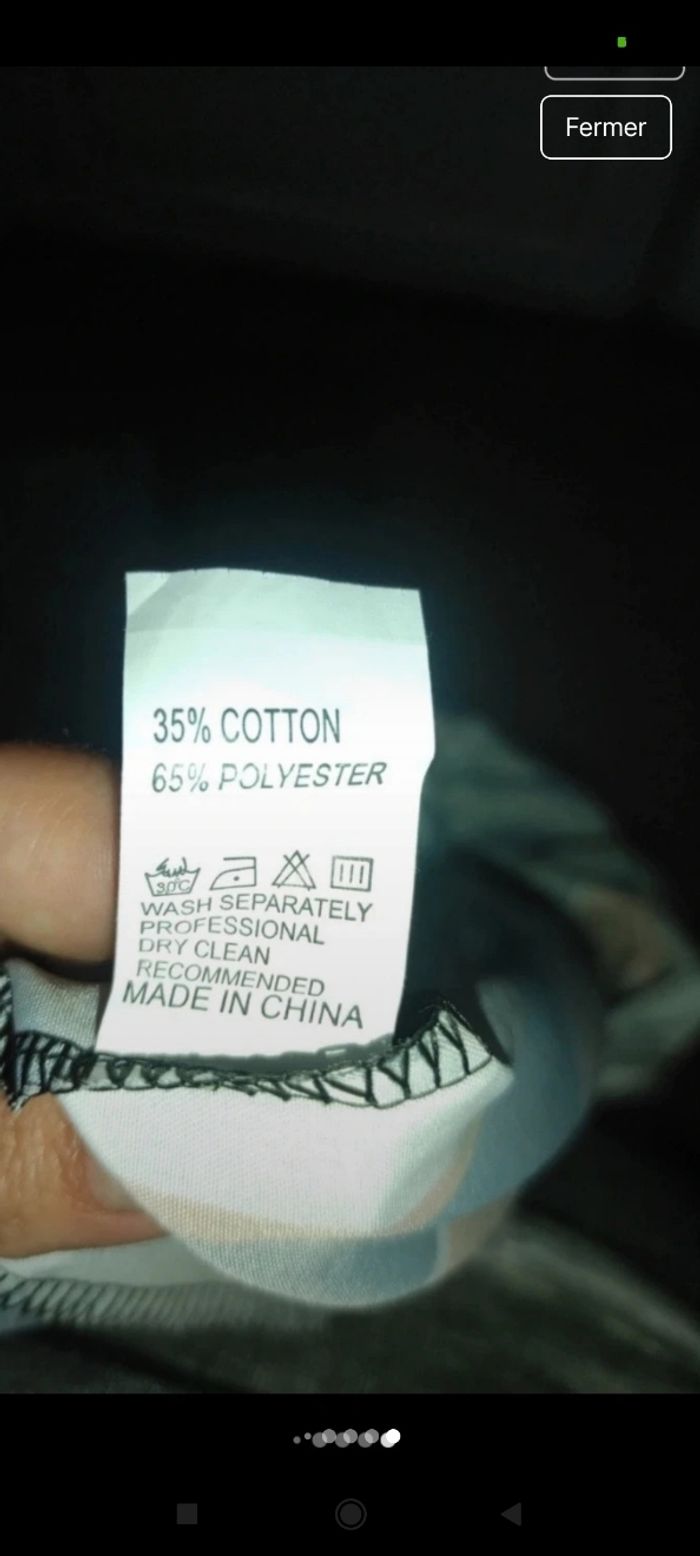 Fermer
35% COTTON
65% POLYESTER
30°C
WASH SEPARATELY
PROFESSIONAL
DRY CLEAN
RECOMMENDED
MADE IN CHINA